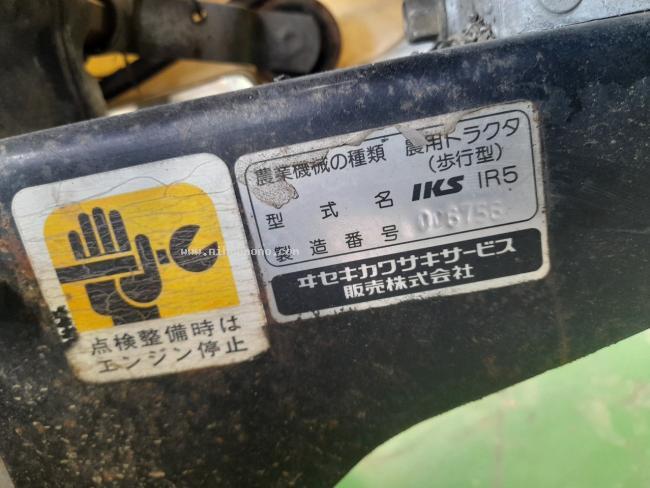 農業機械の種類 農用トラクタ
(歩行型)
型式名 IKS IR5
製造番号 006756
ヰセキカワサキサービス
販売株式会社
点検整備時は
エンジン停止